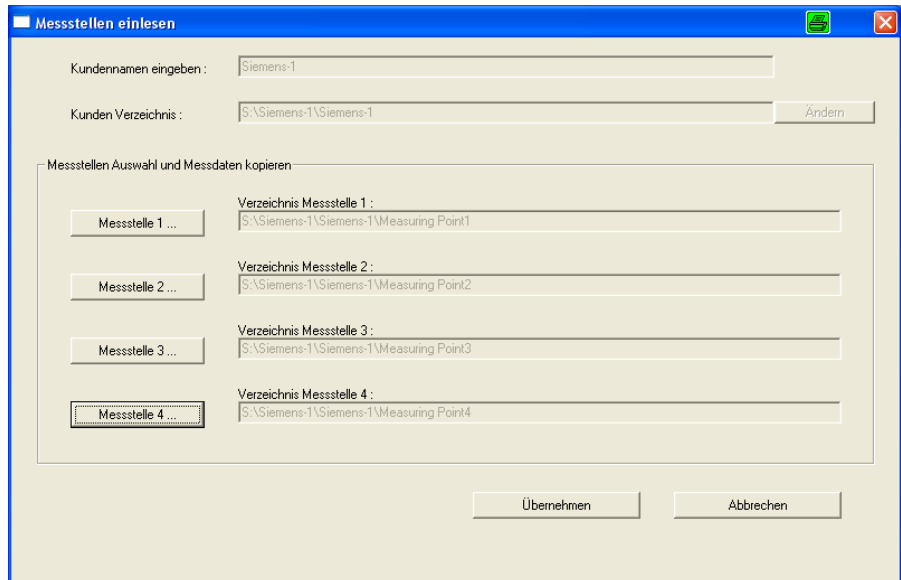 Messstellen einlesen
Kundennamen eingeben :
Siemens-1
Kunden Verzeichnis :
S:\Siemens-1\Siemens-1
Ändern
Messstellen Auswahl und Messdaten kopieren
Verzeichnis Messstelle 1 :
Messstelle 1 ...
S:\Siemens-1\Siemens-1\Measuring Point1
Verzeichnis Messstelle 2 :
Messstelle 2 ...
S:\Siemens-1\Siemens-1\Measuring Point2
Verzeichnis Messstelle 3 :
Messstelle 3 ...
S:\Siemens-1\Siemens-1\Measuring Point3
Verzeichnis Messstelle 4 :
Messstelle 4 ...
S:\Siemens-1\Siemens-1\Measuring Point4
Übernehmen
Abbrechen